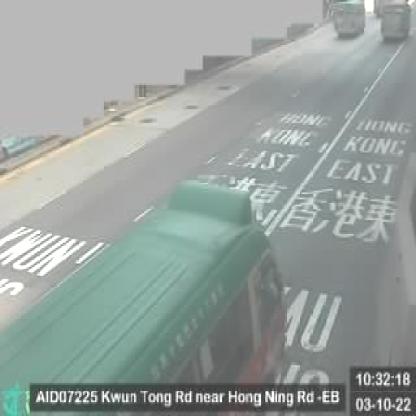 HONG HONG
KONG KONG
EAST EAST
香港東 香港東
KWUN
AID07225 Kwun Tong Rd near Hong Ning Rd -EB
10:32:18
03-10-22